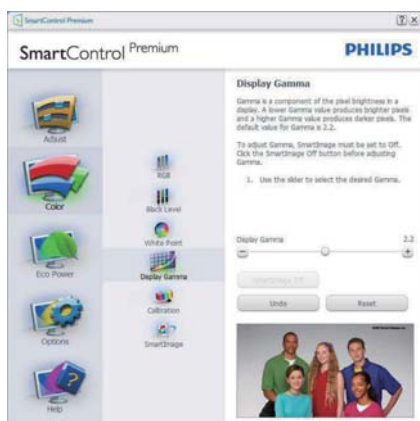 SmartControl Premium
SmartControl Premium
PHILIPS
Adjust
Color
Eco Power
Options
Help
RGB
Black Level
White Point
Display Gamma
Calibration
SmartImage
Display Gamma
Gamma is a component of the pixel brightness in a
display. A lower Gamma value produces brighter pixels
and a higher Gamma value produces darker pixels. The
default value for Gamma is 2.2.
To adjust Gamma, SmartImage must be set to Off.
Click the SmartImage Off button before adjusting
Gamma.
1. Use the slider to select the desired Gamma.
Display Gamma 2.2
SmartImage Off
Undo Reset